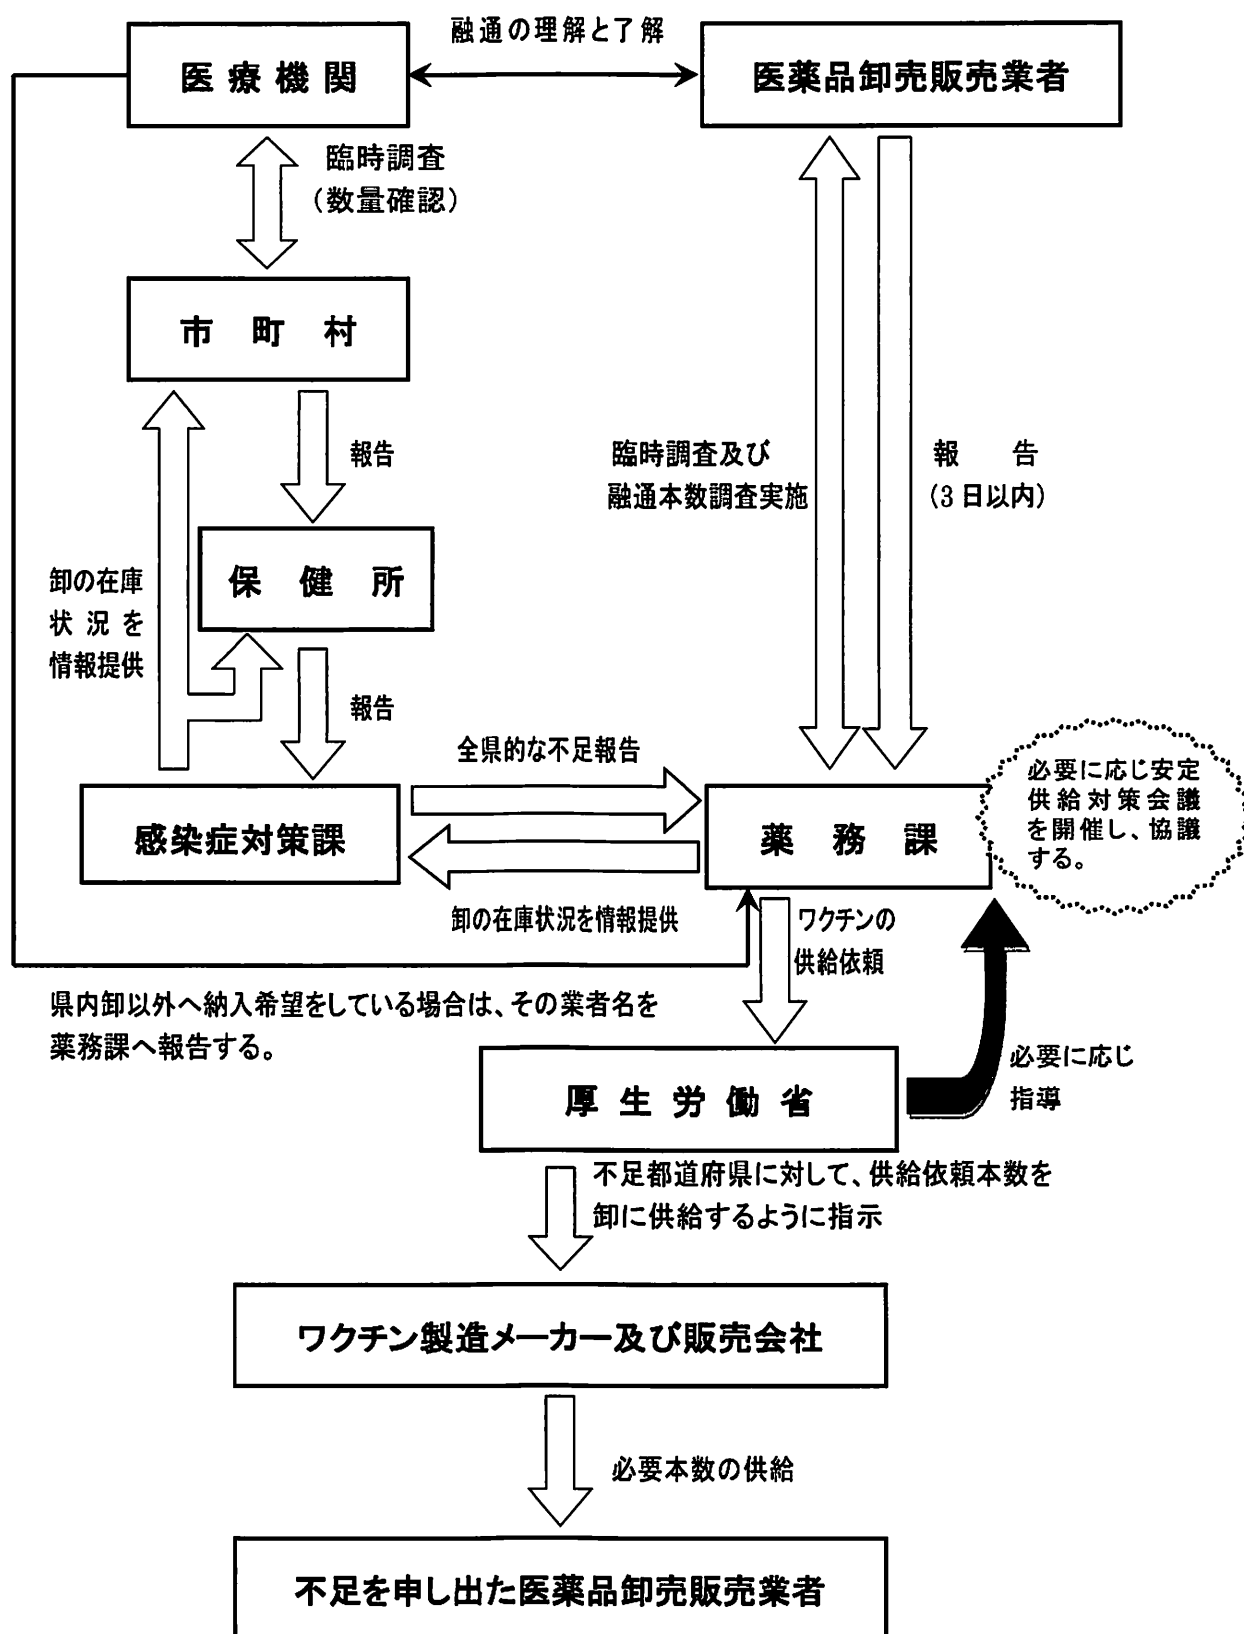 融通の理解と了解
医療機関
医薬品卸売販売業者
臨時調査
（数量確認）
市町村
報告
臨時調査及び
融通本数調査実施
報告
（3日以内）
保健所
卸の在庫
状況を
情報提供
報告
全県的な不足報告
必要に応じ安定
供給対策会議
を開催し、協議
する。
感染症対策課
薬務課
卸の在庫状況を情報提供
ワクチンの
供給依頼
県内卸以外へ納入希望をしている場合は、その業者名を
薬務課へ報告する。
必要に応じ
指導
厚生労働省
不足都道府県に対して、供給依頼本数を
卸に供給するように指示
ワクチン製造メーカー及び販売会社
必要本数の供給
不足を申し出た医薬品卸売販売業者